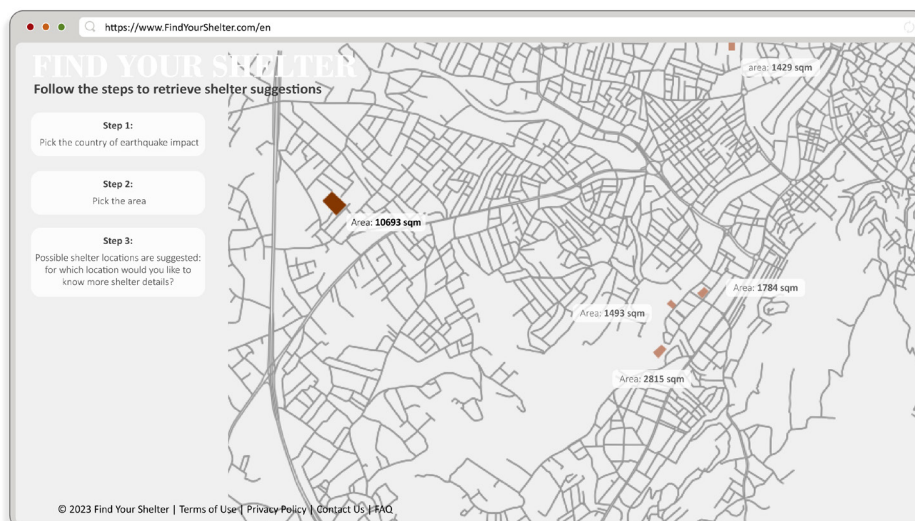 https://www.FindYourShelter.com/en
FIND YOUR SHELTER
Follow the steps to retrieve shelter suggestions
Step 1:
Pick the country of earthquake impact
Step 2:
Pick the area
Step 3:
Possible shelter locations are suggested:
for which location would you like to
know more shelter details?
area: 1429 sqm
Area: 10693 sqm
Area: 1784 sqm
Area: 1493 sqm
Area: 2815 sqm
© 2023 Find Your Shelter | Terms of Use | Privacy Policy | Contact Us | FAQ